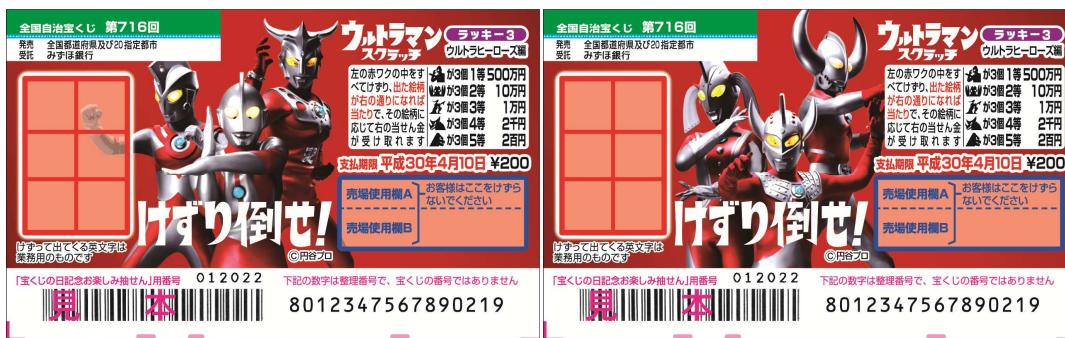 全国自治宝くじ 第716回
発売 全国都道府県及び20指定都市
受託 みずほ銀行
ウルトラマン
スクラッチ
ラッキー3
ウルトラヒーローズ編
左の赤ワクの中をす
べてけずり、出た絵柄
が右の通りになれば
当たりで、その絵柄に
応じて右の当せん金
が受け取れます
が3個1等500万円
が3個2等10万円
が3個3等1万円
が3個4等2千円
が3個5等2百円
支払期限 平成30年4月10日 ¥200
売場使用欄A
売場使用欄B
お客様はここをけずら
ないでください
けずり倒せ!
©円谷プロ
けずって出てくる英文字は
業務用のものです
「宝くじの日記念お楽しみ抽せん」用番号 012022
下記の数字は整理番号で、宝くじの番号ではありません
見本
8012347567890219
全国自治宝くじ 第716回
発売 全国都道府県及び20指定都市
受託 みずほ銀行
ウルトラマン
スクラッチ
ラッキー3
ウルトラヒーローズ編
左の赤ワクの中をす
べてけずり、出た絵柄
が右の通りになれば
当たりで、その絵柄に
応じて右の当せん金
が受け取れます
が3個1等500万円
が3個2等10万円
が3個3等1万円
が3個4等2千円
が3個5等2百円
支払期限 平成30年4月10日 ¥200
売場使用欄A
売場使用欄B
お客様はここをけずら
ないでください
けずり倒せ!
©円谷プロ
けずって出てくる英文字は
業務用のものです
「宝くじの日記念お楽しみ抽せん」用番号 012022
下記の数字は整理番号で、宝くじの番号ではありません
見本
8012347567890219